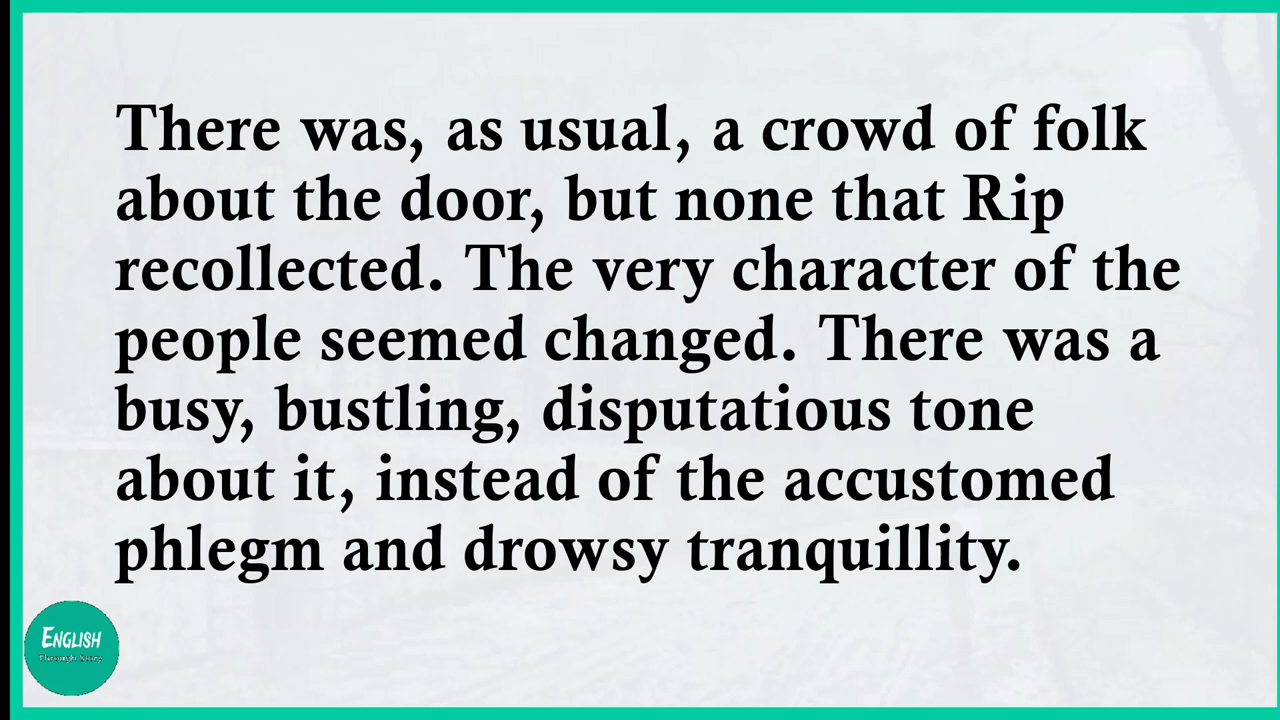 There was, as usual, a crowd of folk
about the door, but none that Rip
recollected. The very character of the
people seemed changed. There was a
busy, bustling, disputatious tone
about it, instead of the accustomed
phlegm and drowsy tranquillity.
ENGLISH
Through Story